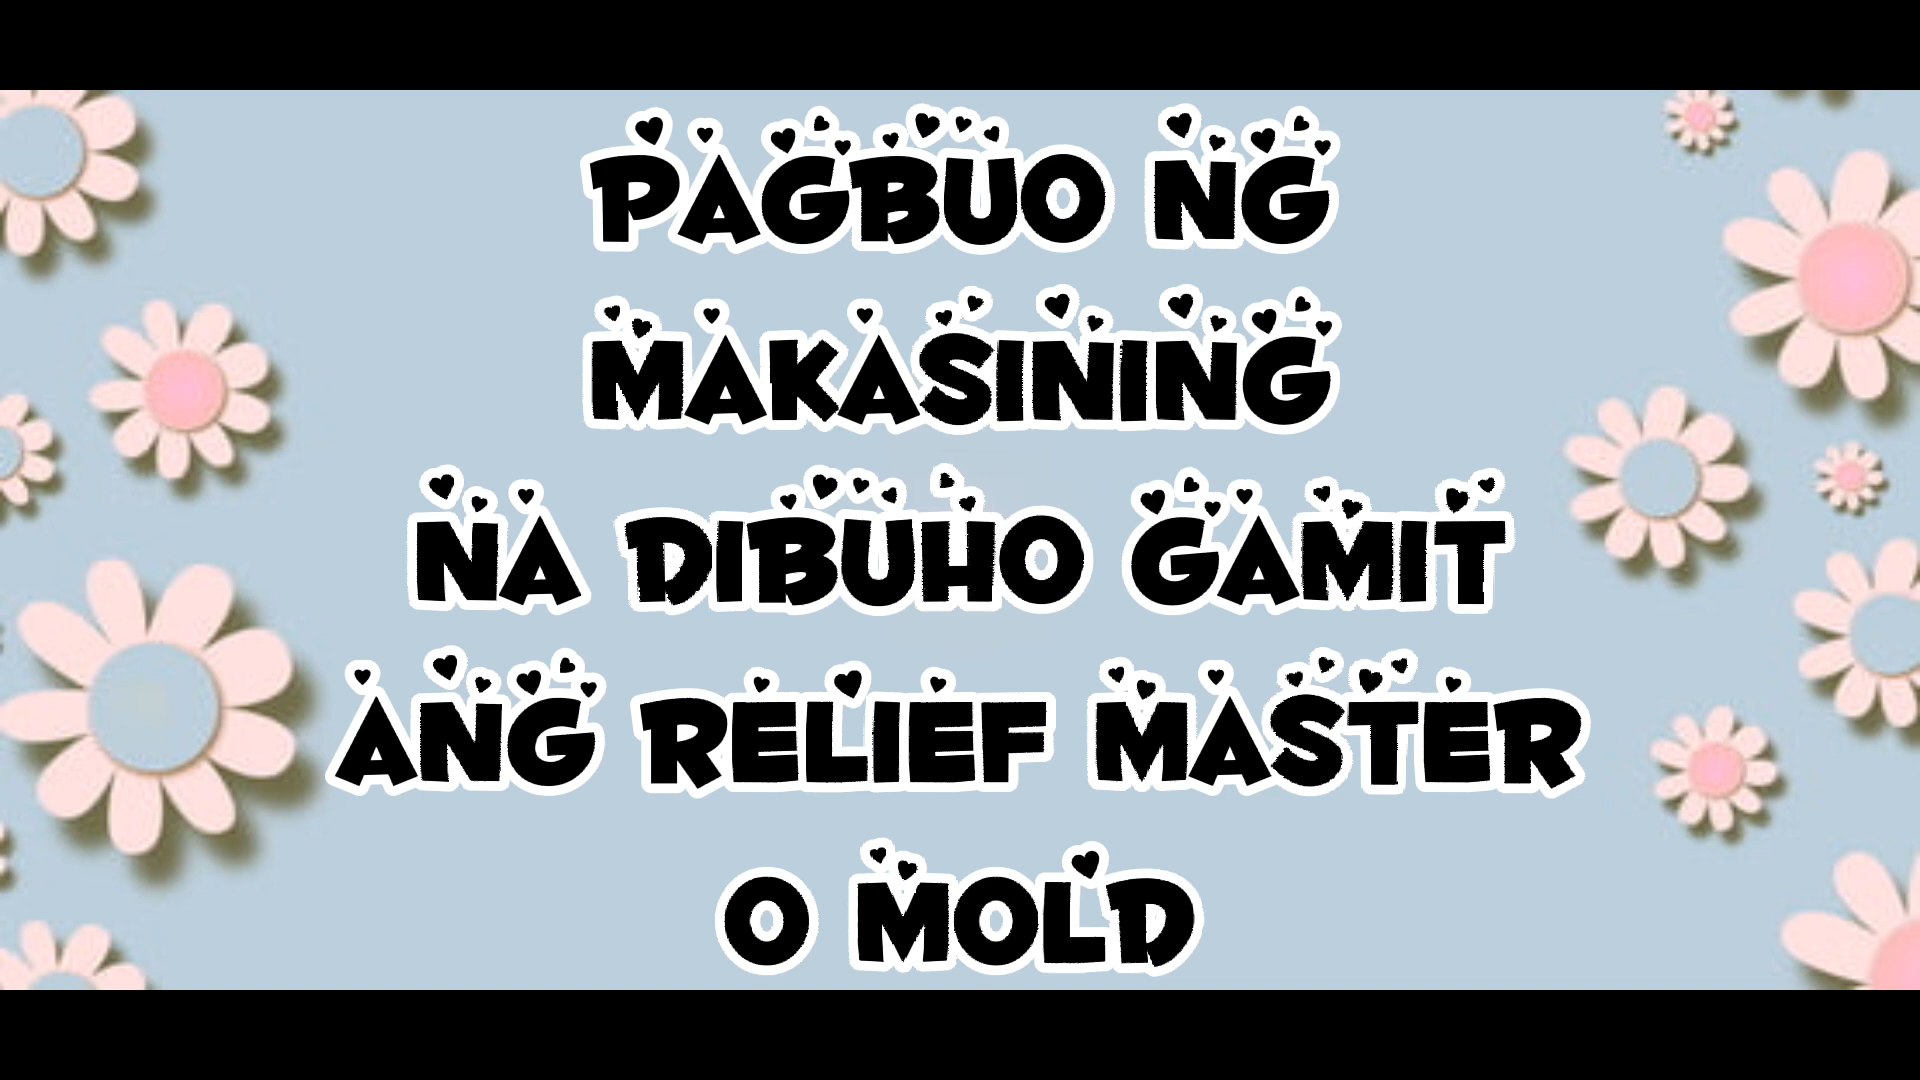 PAGBUO NG
MAKASINING
NA DIBUHO GAMIT
ANG RELIEF MASTER
O MOLD